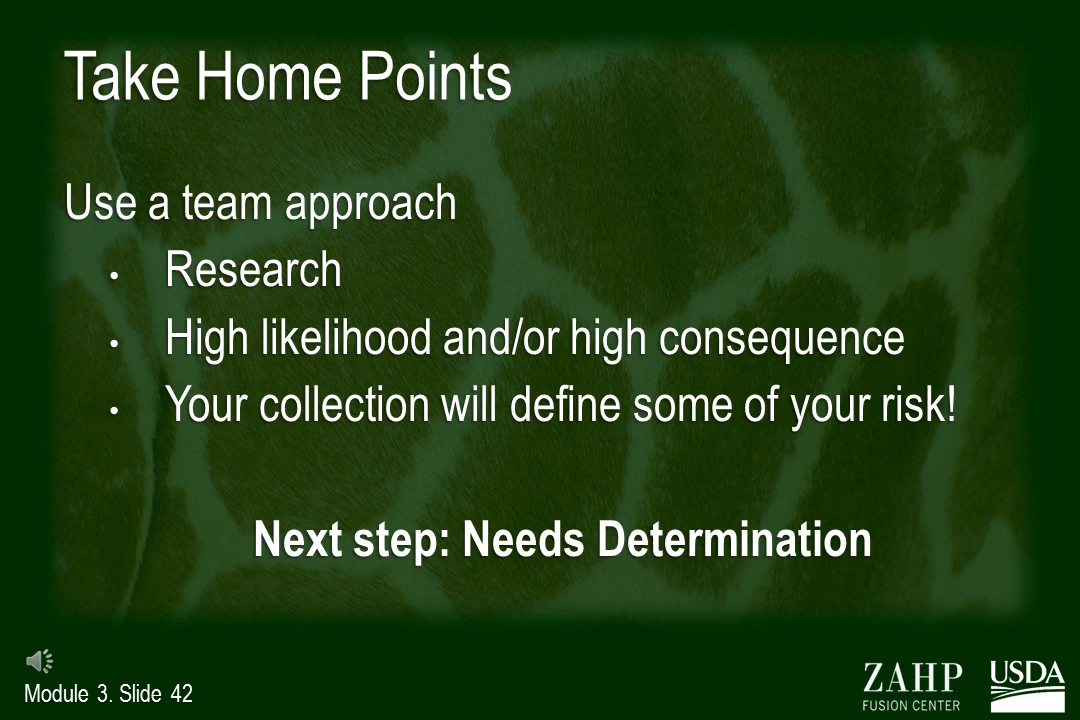 Take Home Points
Use a team approach
• Research
• High likelihood and/or high consequence
• Your collection will define some of your risk!
Next step: Needs Determination
Module 3. Slide 42
ZAHP
FUSION CENTER
USDA